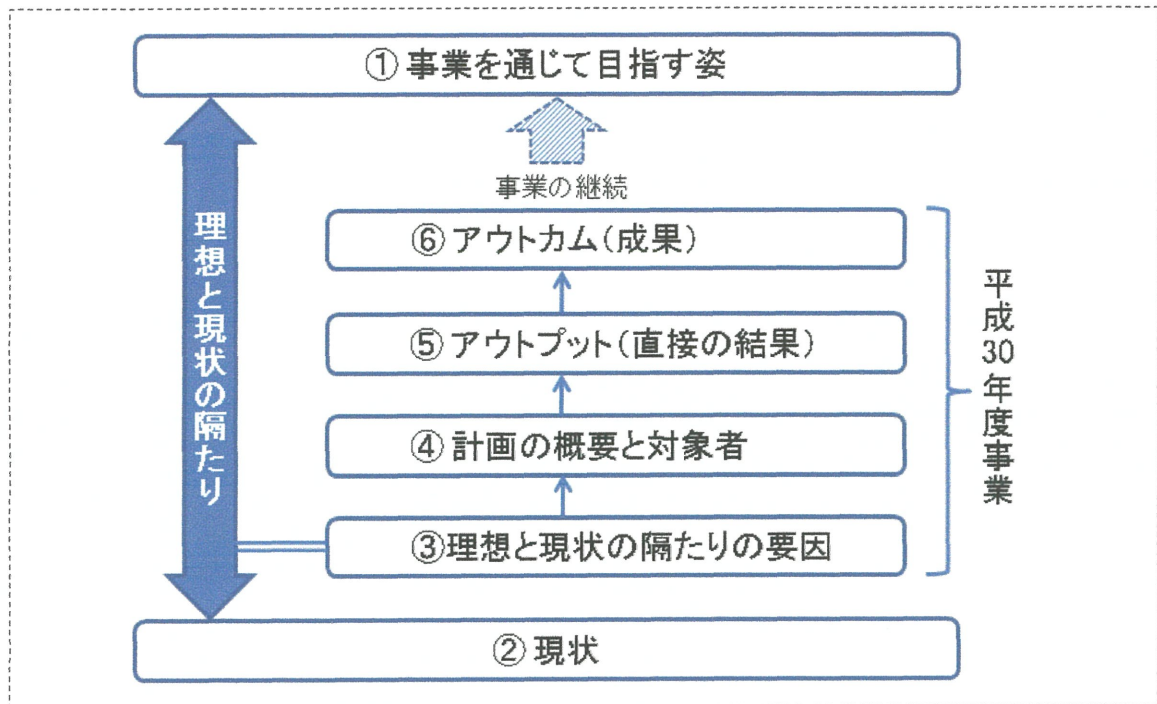 ①事業を通じて目指す姿
事業の継続
理想と現状の隔たり
⑥アウトカム(成果)
⑤アウトプット(直接の結果)
④計画の概要と対象者
③理想と現状の隔たりの要因
平成30年度事業
②現状